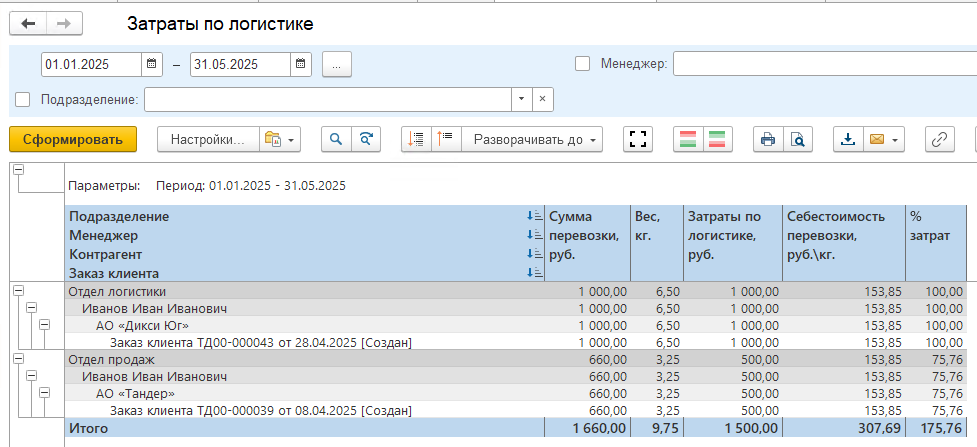 Затраты по логистике
01.01.2025 – 31.05.2025 ... Менеджер:
Подразделение:
Сформировать Настройки... Разворачивать до
Параметры: Период: 01.01.2025 - 31.05.2025
Подразделение Сумма Вес, Затраты по Себестоимость %
Менеджер перевозки, кг. логистике, перевозки, затрат
Контрагент руб. руб. руб.\кг.
Заказ клиента
Отдел логистики 1 000,00 6,50 1 000,00 153,85 100,00
Иванов Иван Иванович 1 000,00 6,50 1 000,00 153,85 100,00
АО «Дикси Юг» 1 000,00 6,50 1 000,00 153,85 100,00
Заказ клиента ТД00-000043 от 28.04.2025 [Создан] 1 000,00 6,50 1 000,00 153,85 100,00
Отдел продаж 660,00 3,25 500,00 153,85 75,76
Иванов Иван Иванович 660,00 3,25 500,00 153,85 75,76
АО «Тандер» 660,00 3,25 500,00 153,85 75,76
Заказ клиента ТД00-000039 от 08.04.2025 [Создан] 660,00 3,25 500,00 153,85 75,76
Итого 1 660,00 9,75 1 500,00 307,69 175,76